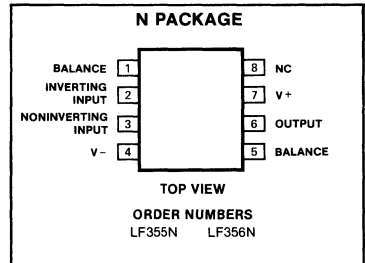 N PACKAGE
BALANCE 1
INVERTING
INPUT 2
NONINVERTING
INPUT 3
V− 4
8 NC
7 V+
6 OUTPUT
5 BALANCE
TOP VIEW
ORDER NUMBERS
LF355N LF356N